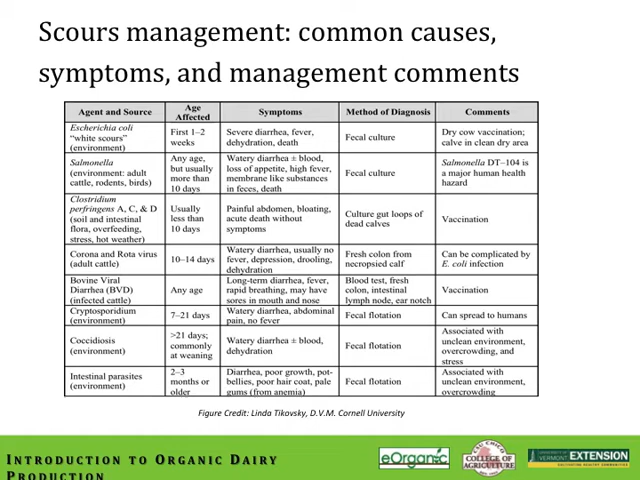 Scours management: common causes,
symptoms, and management comments
Agent and Source | Age Affected | Symptoms | Method of Diagnosis | Comments
Escherichia coli "white scours" (environment) | First 1–2 weeks | Severe diarrhea, fever, dehydration, death | Fecal culture | Dry cow vaccination; calve in clean dry area
Salmonella (environment: adult cattle, rodents, birds) | Any age, but usually more than 10 days | Watery diarrhea ± blood, loss of appetite, high fever, membrane like substances in feces, death | Fecal culture | Salmonella DT–104 is a major human health hazard
Clostridium perfringens A, C, & D (soil and intestinal flora, overfeeding, stress, hot weather) | Usually less than 10 days | Painful abdomen, bloating, acute death without symptoms | Culture gut loops of dead calves | Vaccination
Corona and Rota virus (adult cattle) | 10–14 days | Watery diarrhea, usually no fever, depression, drooling, dehydration | Fresh colon from necropsied calf | Can be complicated by E. coli infection
Bovine Viral Diarrhea (BVD) (infected cattle) | Any age | Long-term diarrhea, fever, rapid breathing, may have sores in mouth and nose | Blood test, fresh colon, intestinal lymph node, ear notch | Vaccination
Cryptosporidium (environment) | 7–21 days | Watery diarrhea, abdominal pain, no fever | Fecal flotation | Can spread to humans
Coccidiosis (environment) | >21 days; commonly at weaning | Watery diarrhea ± blood, dehydration | Fecal flotation | Associated with unclean environment, overcrowding, and stress
Intestinal parasites (environment) | 2–3 months or older | Diarrhea, poor growth, pot-bellies, poor hair coat, pale gums (from anemia) | Fecal flotation | Associated with unclean environment, overcrowding
Figure Credit: Linda Tikovsky, D.V.M. Cornell University
INTRODUCTION TO ORGANIC DAIRY
PRODUCTION
eOrganic
CSU CHICO
COLLEGE OF
AGRICULTURE
UNIVERSITY OF
VERMONT EXTENSION
CULTIVATING HEALTHY COMMUNITIES